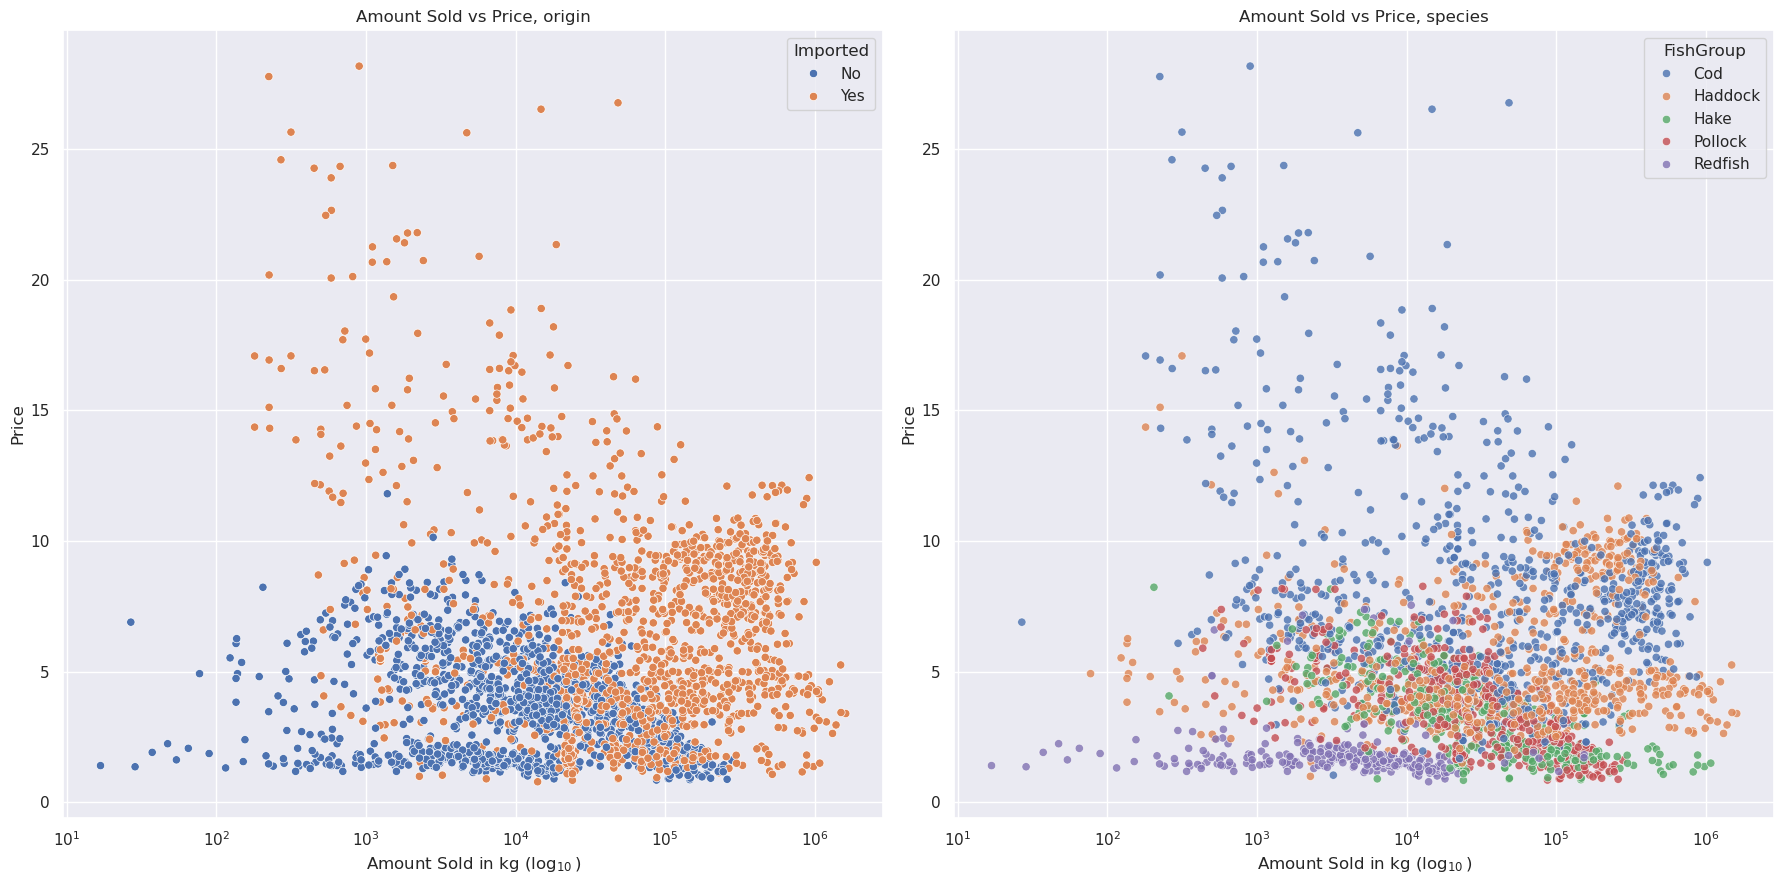 Amount Sold vs Price, origin
Price
25
20
15
10
5
0
10¹ 10² 10³ 10⁴ 10⁵ 10⁶
Amount Sold in kg (log₁₀)
Imported
No
Yes
Amount Sold vs Price, species
Price
25
20
15
10
5
0
10¹ 10² 10³ 10⁴ 10⁵ 10⁶
Amount Sold in kg (log₁₀)
FishGroup
Cod
Haddock
Hake
Pollock
Redfish